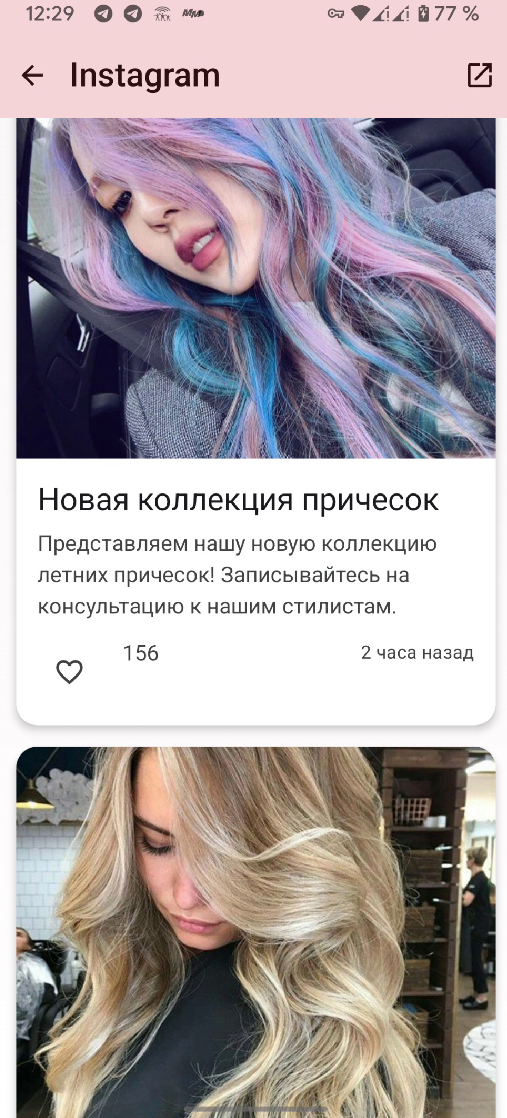 12:29
77 %
Instagram
Новая коллекция причесок
Представляем нашу новую коллекцию
летних причесок! Записывайтесь на
консультацию к нашим стилистам.
156
2 часа назад